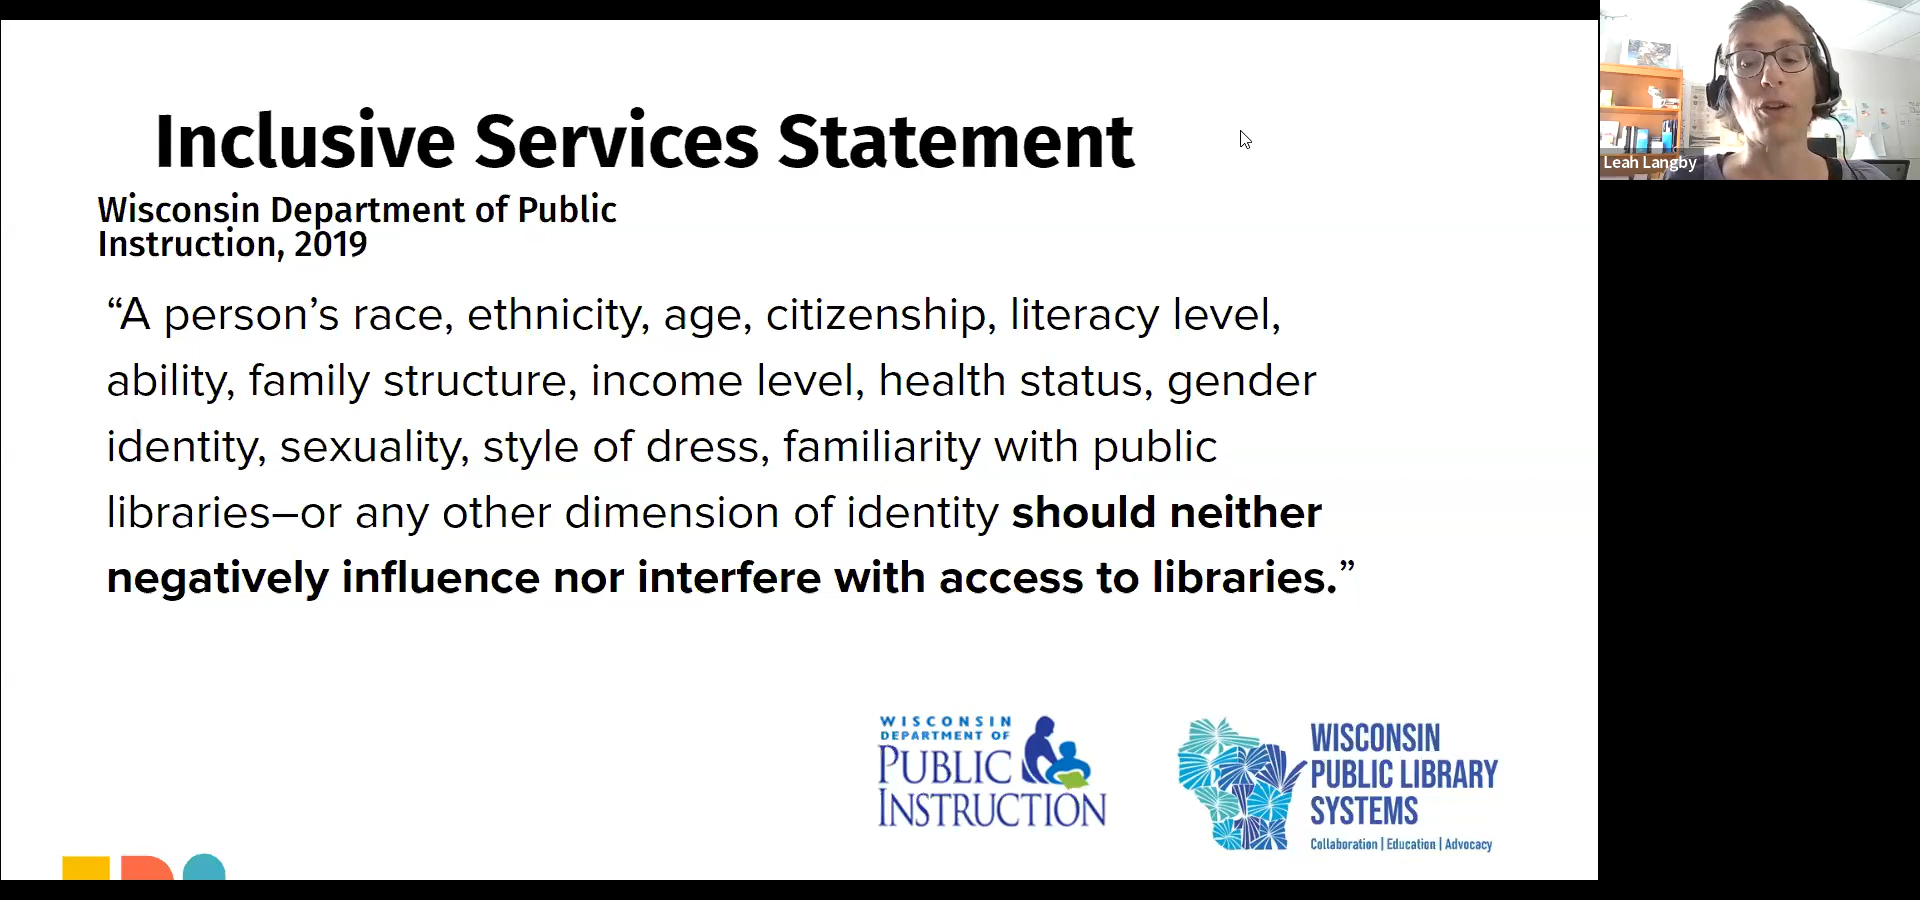 Inclusive Services Statement
Wisconsin Department of Public
Instruction, 2019
“A person’s race, ethnicity, age, citizenship, literacy level,
ability, family structure, income level, health status, gender
identity, sexuality, style of dress, familiarity with public
libraries–or any other dimension of identity should neither
negatively influence nor interfere with access to libraries.”
WISCONSIN
DEPARTMENT OF
PUBLIC
INSTRUCTION
WISCONSIN
PUBLIC LIBRARY
SYSTEMS
Collaboration | Education | Advocacy
Leah Langby